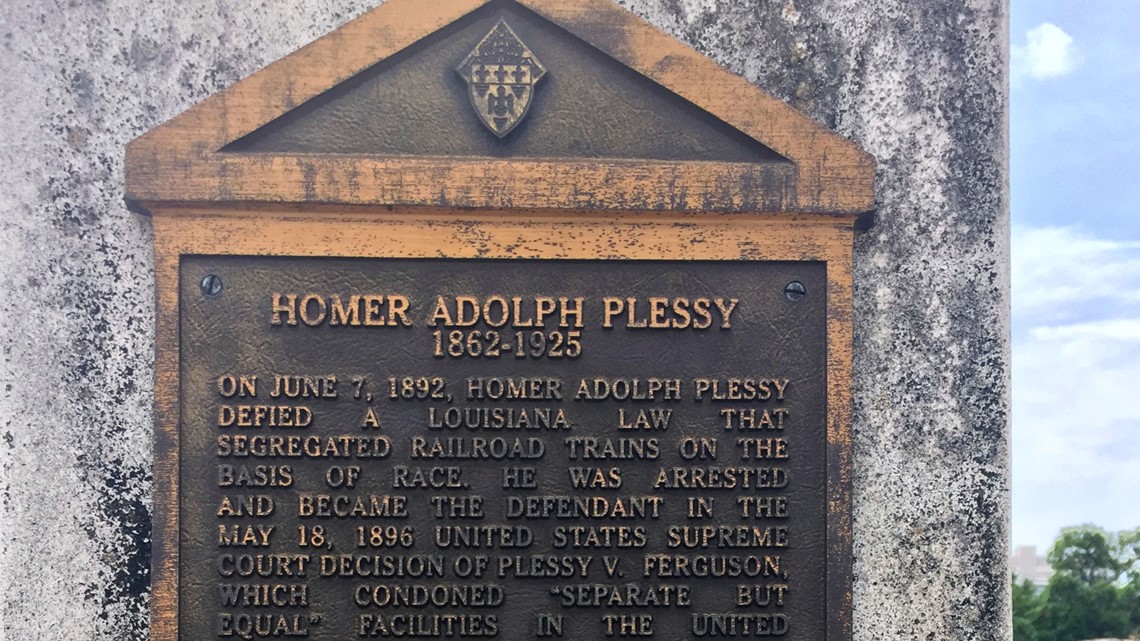 HOMER ADOLPH PLESSY
1862-1925
ON JUNE 7, 1892, HOMER ADOLPH PLESSY
DEFIED A LOUISIANA LAW THAT
SEGREGATED RAILROAD TRAINS ON THE
BASIS OF RACE. HE WAS ARRESTED
AND BECAME THE DEFENDANT IN THE
MAY 18, 1896 UNITED STATES SUPREME
COURT DECISION OF PLESSY V. FERGUSON,
WHICH CONDONED "SEPARATE BUT
EQUAL" FACILITIES IN THE UNITED